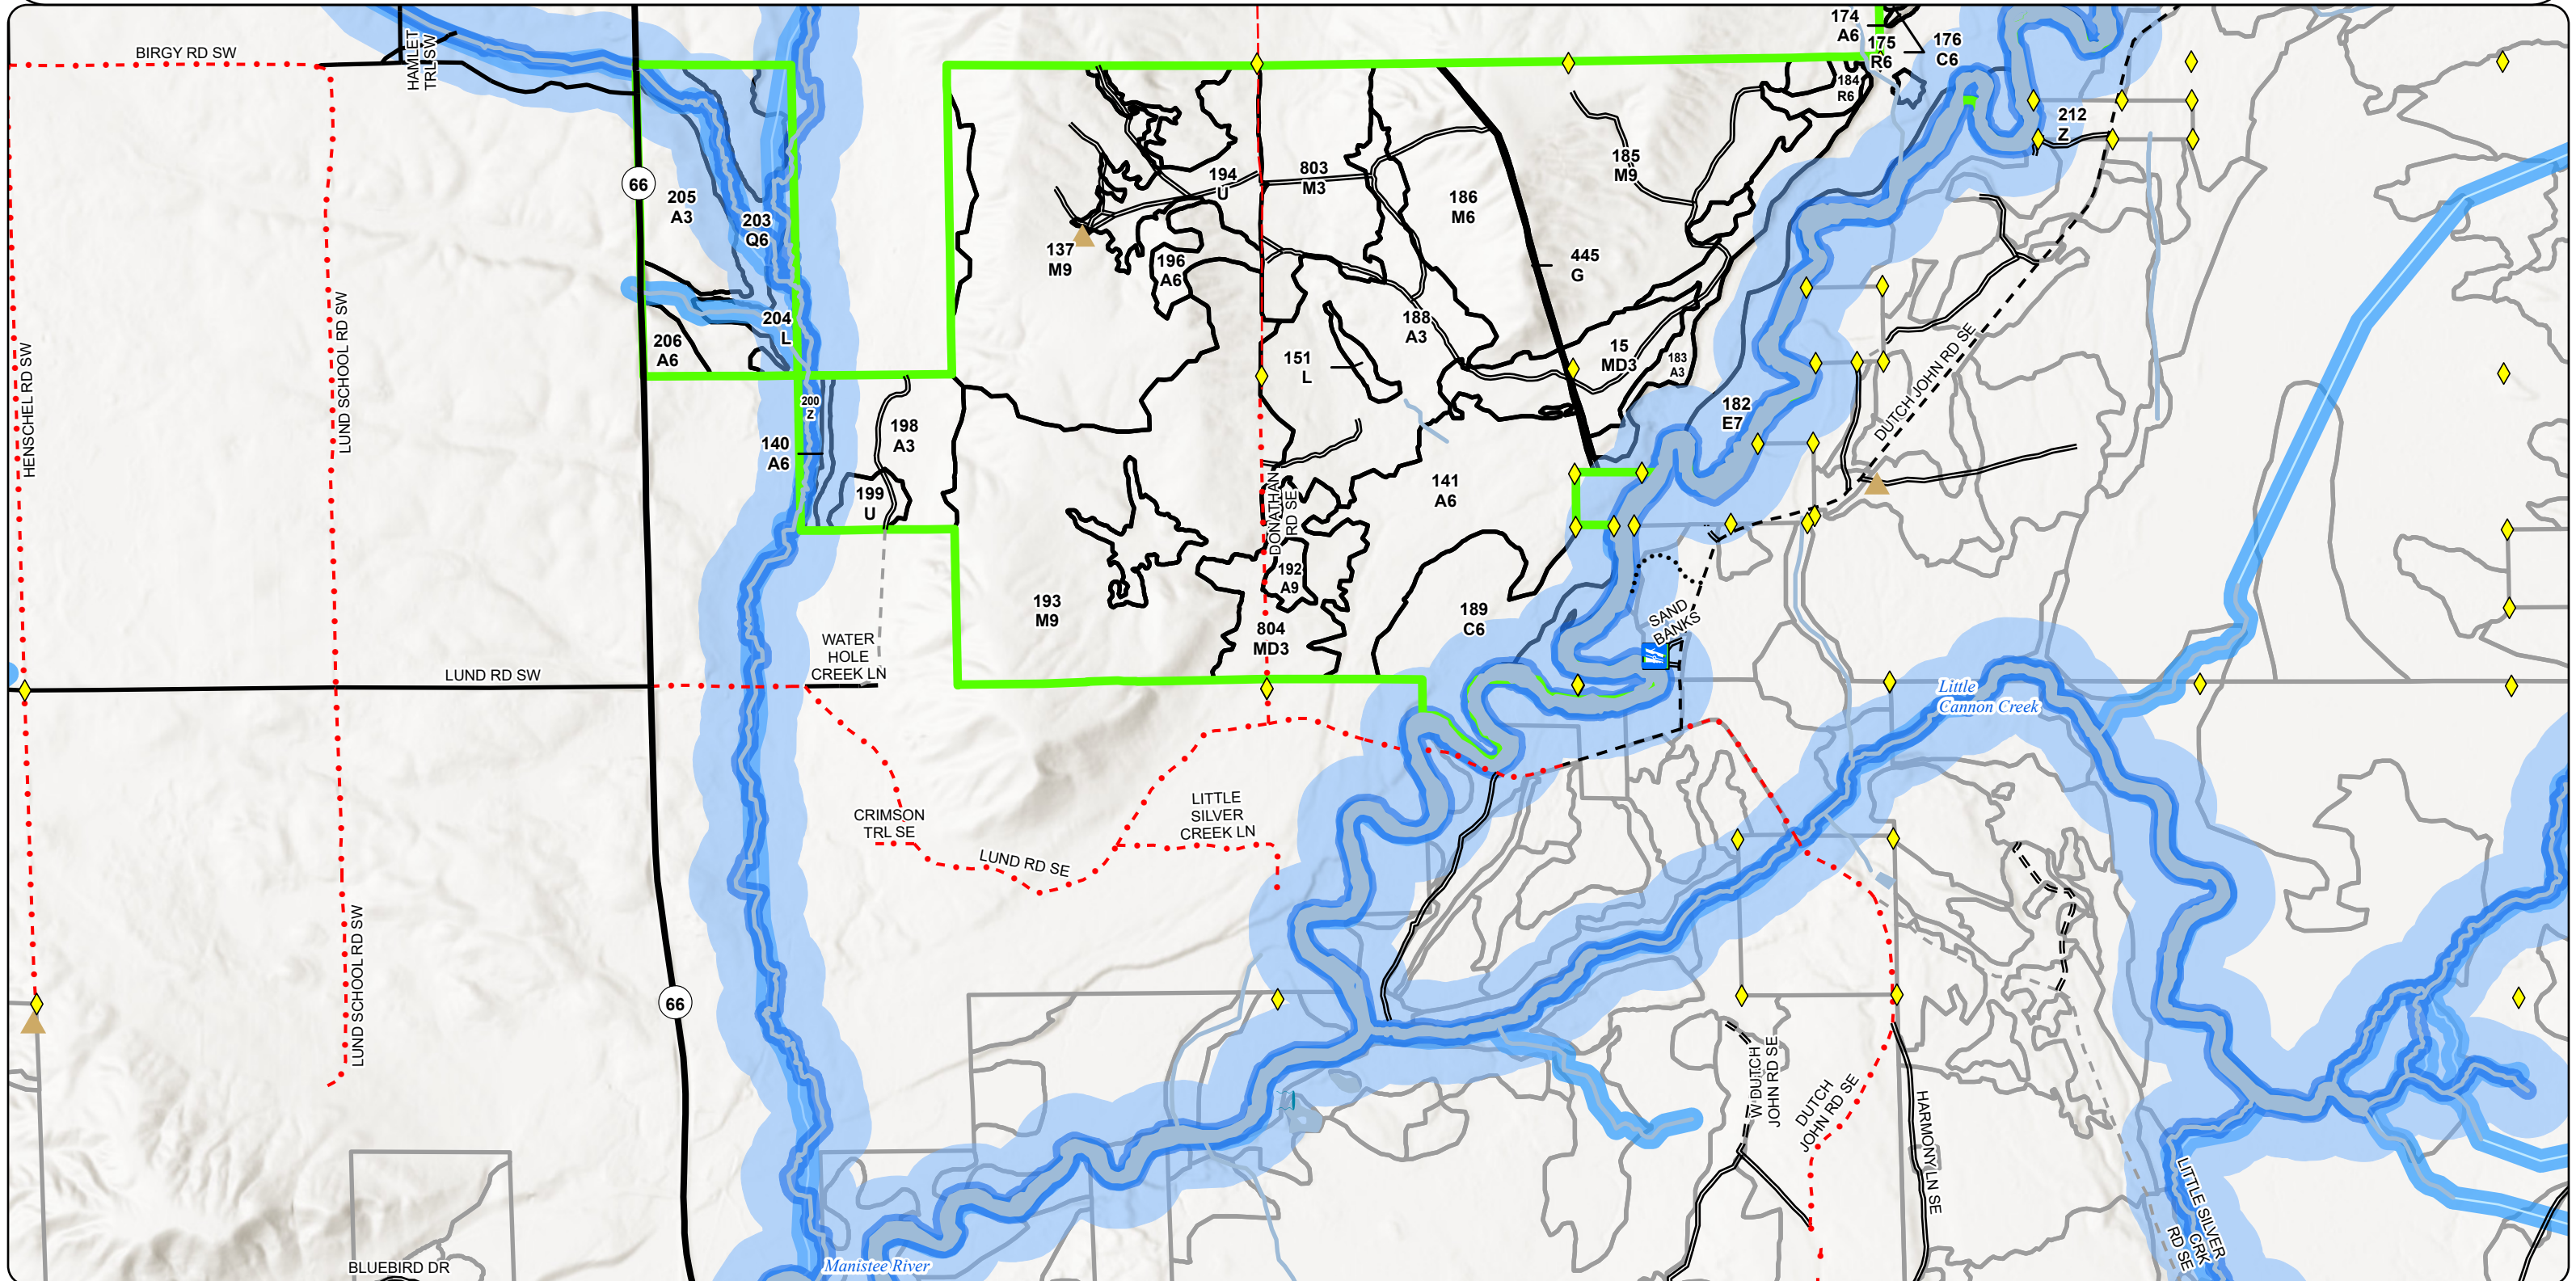 BIRGY RD SW
HAMLET
TRL SW
174
A6
175
R6
176
C6
184
R6
212
Z
66
205
A3
203
Q6
194
U
803
M3
186
M6
185
M9
137
M9
196
A6
445
G
204
L
206
A6
151
L
188
A3
15
MD3
183
A3
HENSCHEL RD SW
LUND SCHOOL RD SW
DUTCH JOHN RD SE
200
Z
182
E7
140
A6
198
A3
199
U
141
A6
DONATHAN
RD SE
192
A9
193
M9
804
MD3
189
C6
SAND
BANKS
WATER
HOLE
CREEK LN
LUND RD SW
Little
Cannon Creek
CRIMSON
TRL SE
LITTLE
SILVER
CREEK LN
LUND RD SE
LUND SCHOOL RD SW
66
W DUTCH
JOHN RD SE
DUTCH
JOHN RD SE
HARMONY LN SE
LITTLE SILVER
CRK
RD SE
BLUEBIRD DR
Manistee River